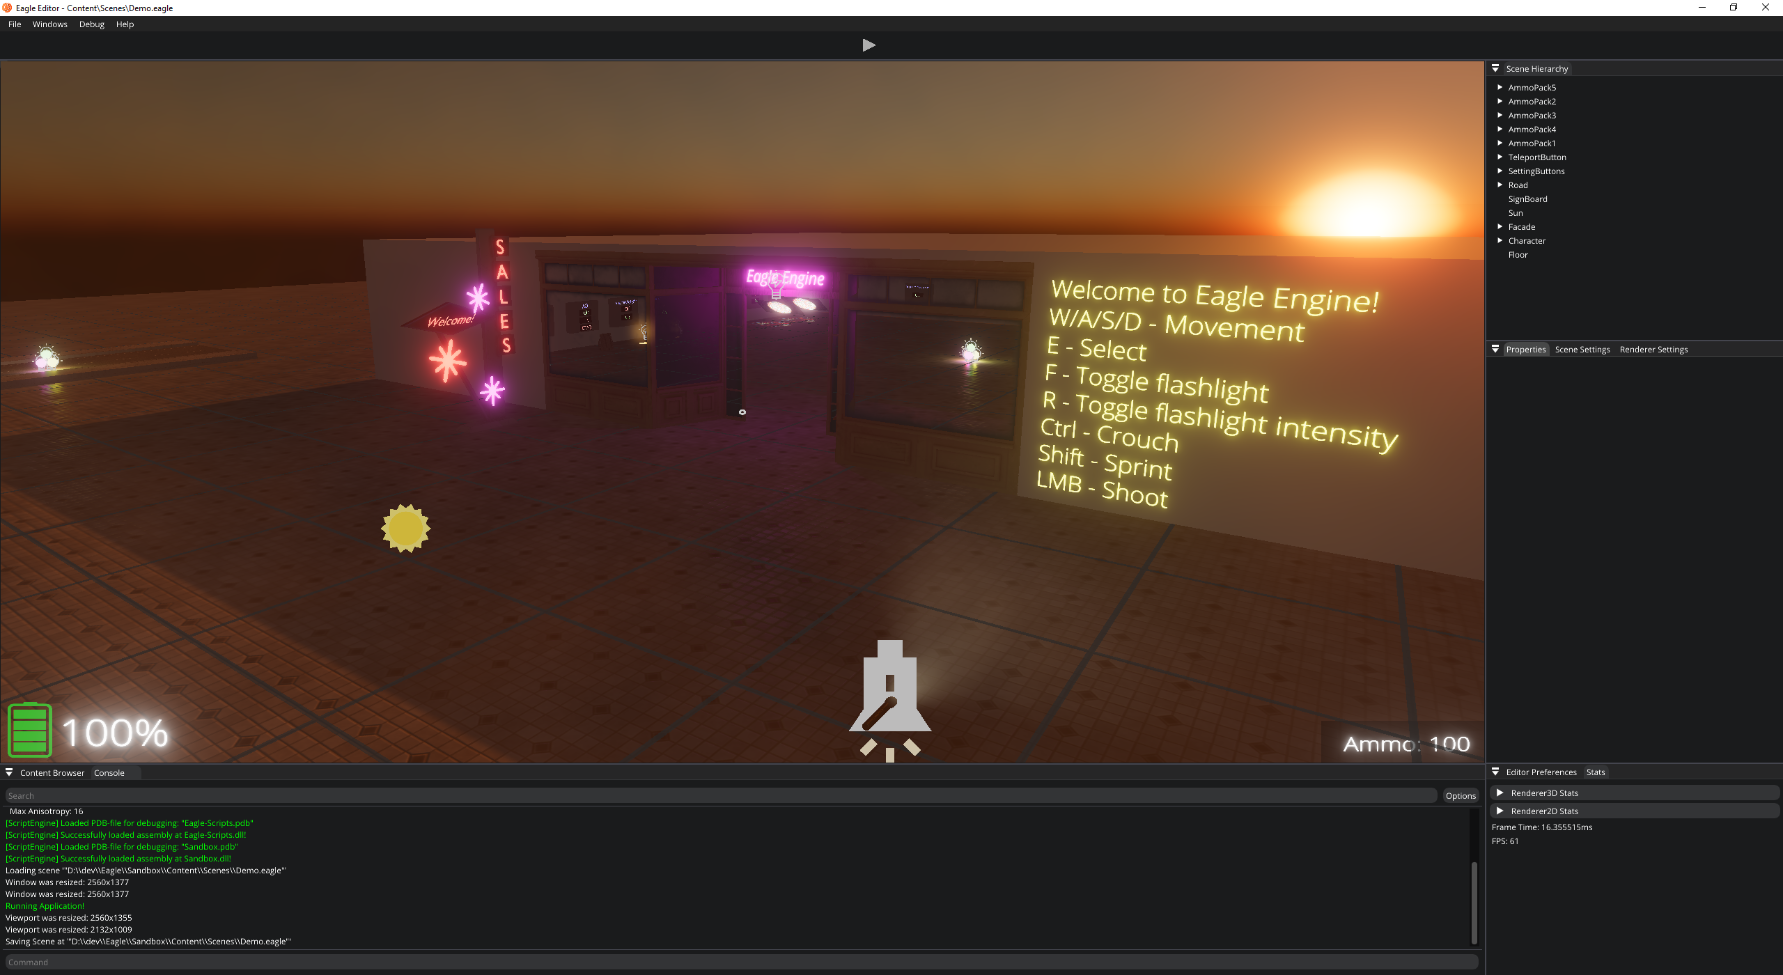 Eagle Editor - Content\Scenes\Demo.eagle
File Windows Debug Help
Scene Hierarchy
AmmoPack5
AmmoPack2
AmmoPack3
AmmoPack4
AmmoPack1
TeleportButton
SettingButtons
Road
SignBoard
Sun
Facade
Character
Floor
SALES
Welcome!
Eagle Engine
Welcome to Eagle Engine!
W/A/S/D - Movement
E - Select
F - Toggle flashlight
R - Toggle flashlight intensity
Ctrl - Crouch
Shift - Sprint
LMB - Shoot
100%
Ammo: 100
Properties Scene Settings Renderer Settings
Content Browser Console
Search Options
Max Anisotropy: 16
[ScriptEngine] Loaded PDB-file for debugging: "Eagle-Scripts.pdb"
[ScriptEngine] Successfully loaded assembly at Eagle-Scripts.dll!
[ScriptEngine] Loaded PDB-file for debugging: "Sandbox.pdb"
[ScriptEngine] Successfully loaded assembly at Sandbox.dll!
Loading scene '"D:\\dev\\Eagle\\Sandbox\\Content\\Scenes\\Demo.eagle"'
Window was resized: 2560x1377
Window was resized: 2560x1377
Running Application!
Viewport was resized: 2560x1355
Viewport was resized: 2132x1009
Saving Scene at '"D:\\dev\\Eagle\\Sandbox\\Content\\Scenes\\Demo.eagle"'
Command
Editor Preferences Stats
Renderer3D Stats
Renderer2D Stats
Frame Time: 16.355515ms
FPS: 61